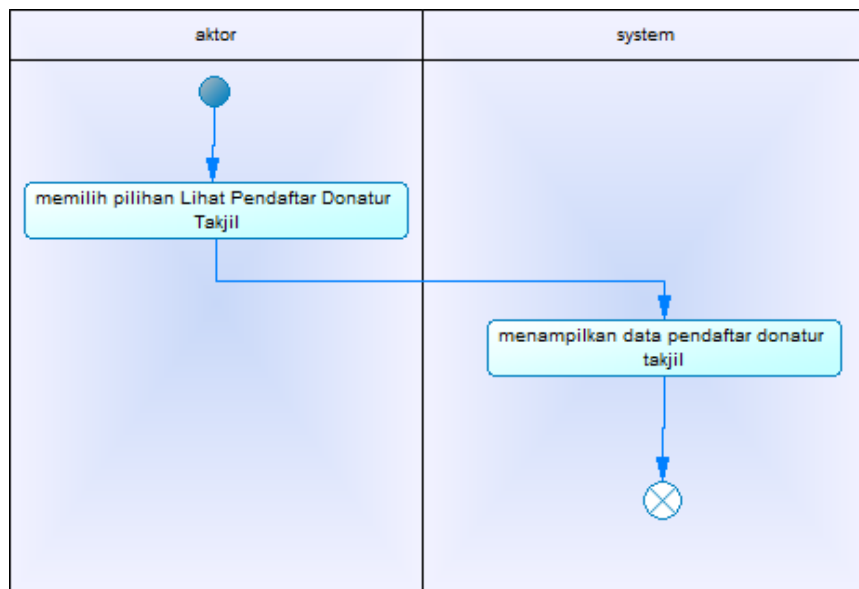 aktor
system
memilih pilihan Lihat Pendaftar Donatur
Takjil
menampilkan data pendaftar donatur
takjil